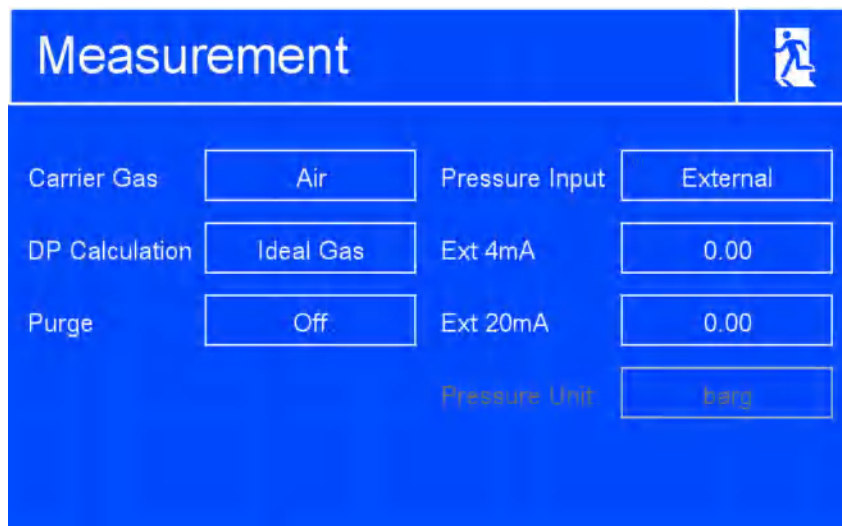 Measurement
Carrier Gas Air Pressure Input External
DP Calculation Ideal Gas Ext 4mA 0.00
Purge Off Ext 20mA 0.00
Pressure Unit barg